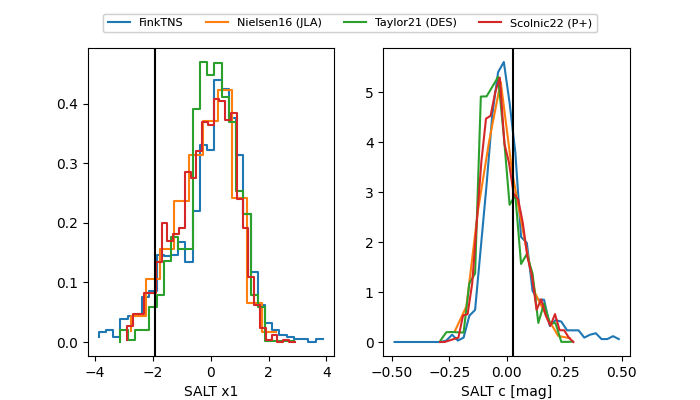 FinkTNS Nielsen16 (JLA) Taylor21 (DES) Scolnic22 (P+)
0.4
0.3
0.2
0.1
0.0
−4 −2 0 2 4
SALT x1
5
4
3
2
1
0
−0.50 −0.25 0.00 0.25 0.50
SALT c [mag]